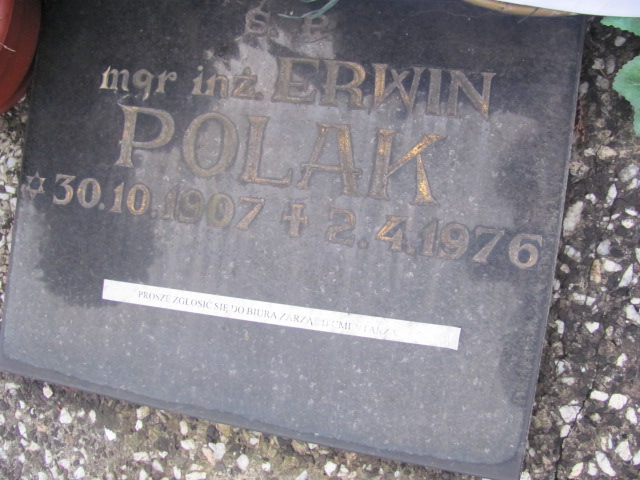 Ś. P.
mgr inż. ERWIN
POLAK
✡ 30.10.1907 ✝ 2.4.1976
PROSZĘ ZGŁOSIĆ SIĘ DO BIURA ZARZĄDU CMENTARZA